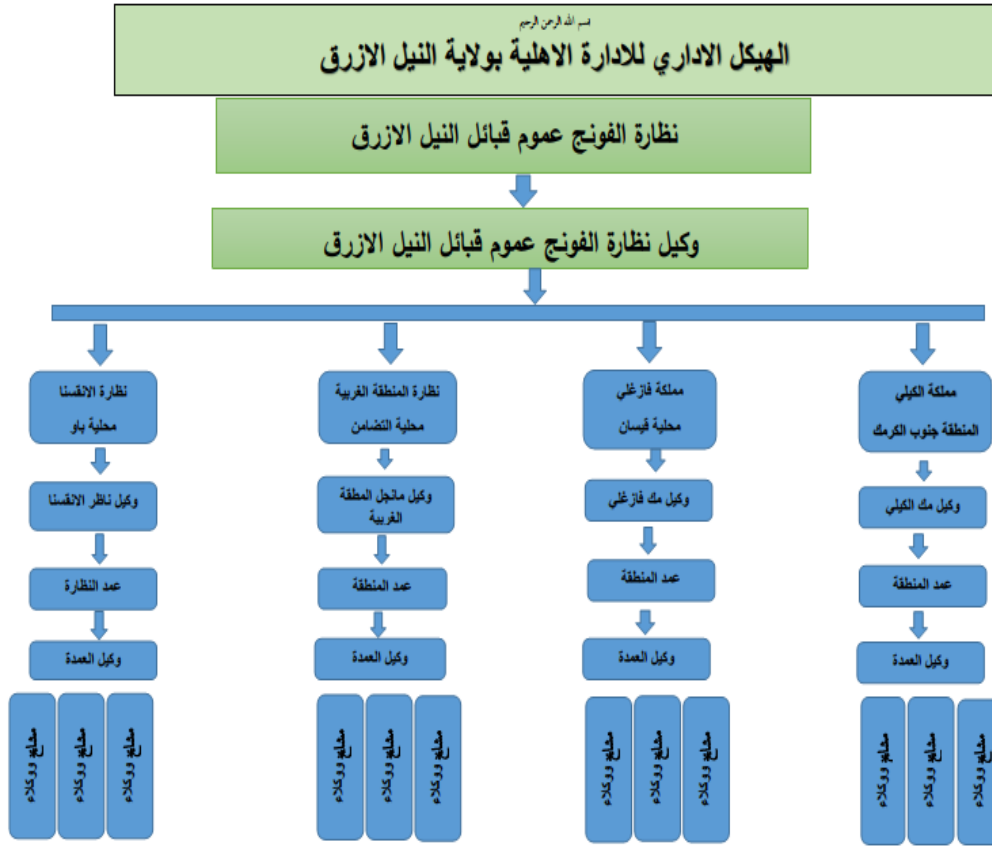 بسم الله الرحمن الرحيم
الهيكل الاداري للادارة الاهلية بولاية النيل الازرق
نظارة الفونج عموم قبائل النيل الازرق
وكيل نظارة الفونج عموم قبائل النيل الازرق
مملكة الكيلي
المنطقة جنوب الكرمك
وكيل مك الكيلي
عمد المنطقة
وكيل العمدة
مشايخ ووكلاء
مشايخ ووكلاء
مشايخ ووكلاء
مملكة فازغلي
محلية قيسان
وكيل مك فازغلي
عمد المنطقة
وكيل العمدة
مشايخ ووكلاء
مشايخ ووكلاء
مشايخ ووكلاء
نظارة المنطقة الغربية
محلية التضامن
وكيل مانجل المطقة
الغربية
عمد المنطقة
وكيل العمدة
مشايخ ووكلاء
مشايخ ووكلاء
مشايخ ووكلاء
نظارة الانقسنا
محلية باو
وكيل ناظر الانقسنا
عمد النظارة
وكيل العمدة
مشايخ ووكلاء
مشايخ ووكلاء
مشايخ ووكلاء